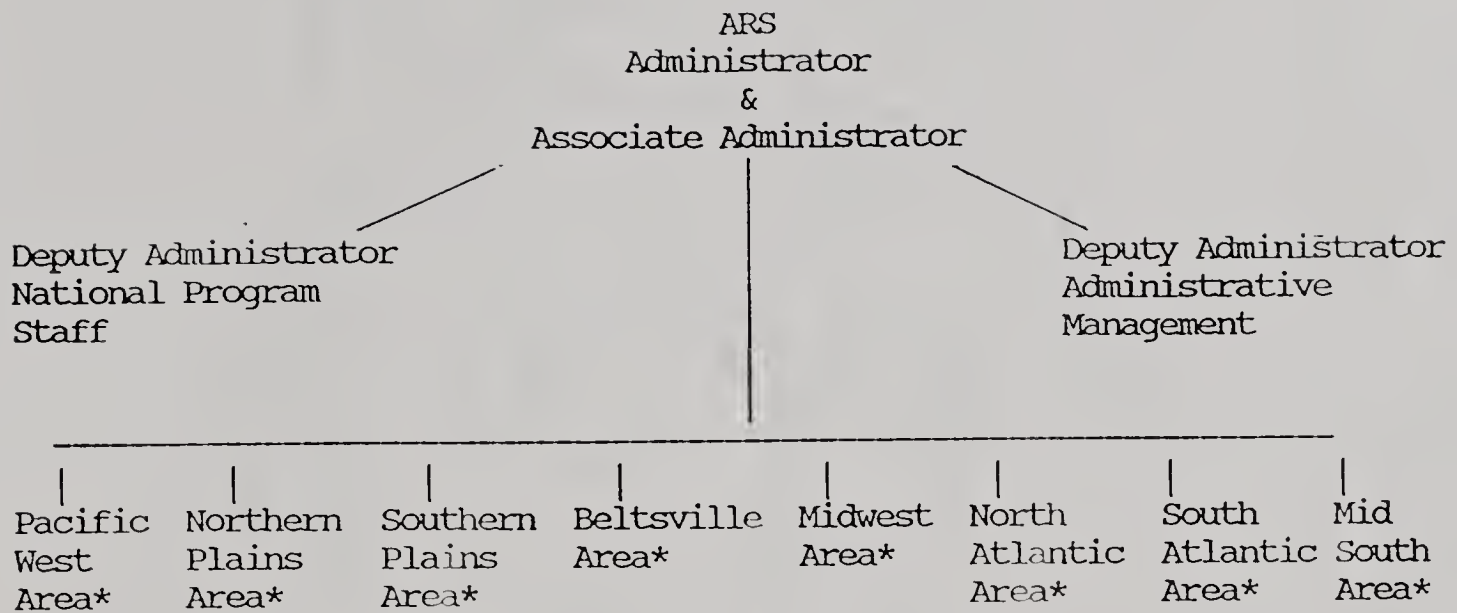 ARS
Administrator
&
Associate Administrator
Deputy Administrator
National Program
Staff
Deputy Administrator
Administrative
Management
Pacific
West
Area*
Northern
Plains
Area*
Southern
Plains
Area*
Beltsville
Area*
Midwest
Area*
North
Atlantic
Area*
South
Atlantic
Area*
Mid
South
Area*